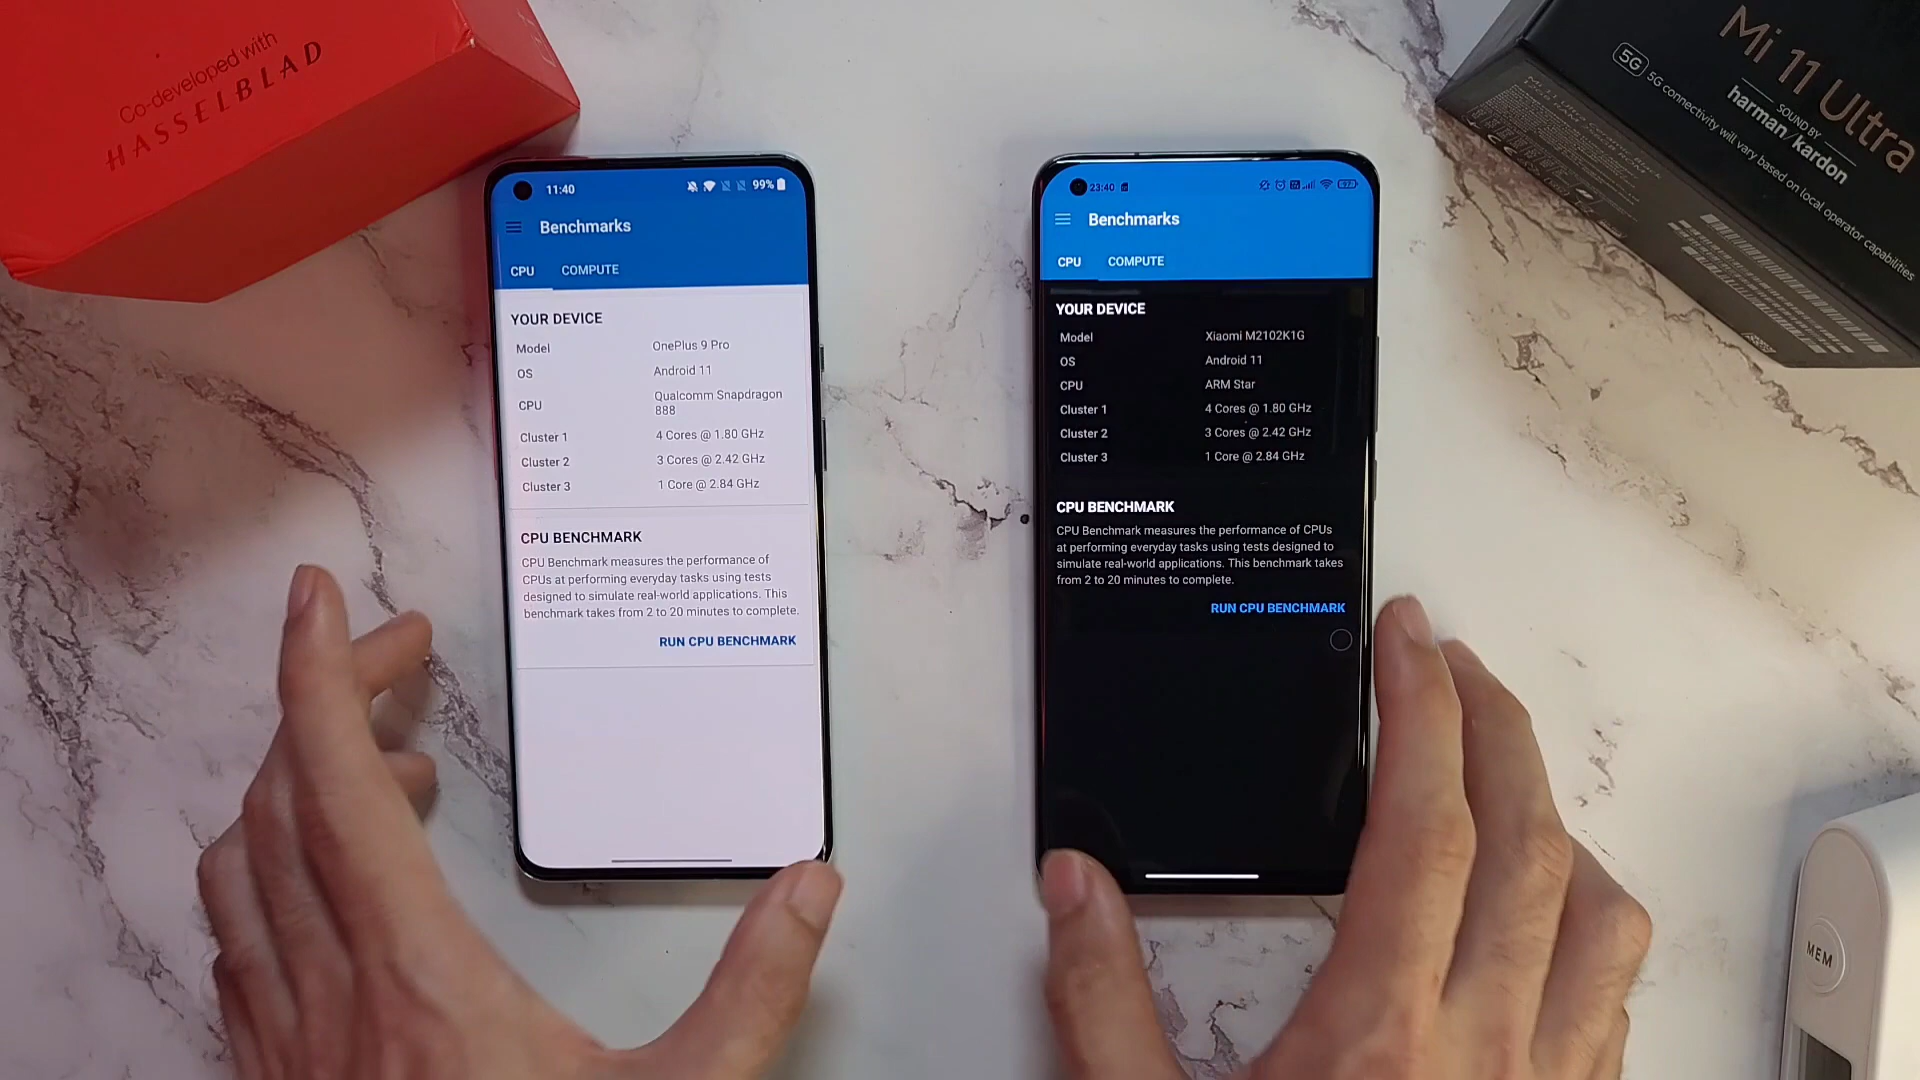 Co-developed with
HASSELBLAD
11:40
99%
Benchmarks
CPU COMPUTE
YOUR DEVICE
Model OnePlus 9 Pro
OS Android 11
CPU Qualcomm Snapdragon
888
Cluster 1 4 Cores @ 1.80 GHz
Cluster 2 3 Cores @ 2.42 GHz
Cluster 3 1 Core @ 2.84 GHz
CPU BENCHMARK
CPU Benchmark measures the performance of
CPUs at performing everyday tasks using tests
designed to simulate real-world applications. This
benchmark takes from 2 to 20 minutes to complete.
RUN CPU BENCHMARK
23:40
97
Benchmarks
CPU COMPUTE
YOUR DEVICE
Model Xiaomi M2102K1G
OS Android 11
CPU ARM Star
Cluster 1 4 Cores @ 1.80 GHz
Cluster 2 3 Cores @ 2.42 GHz
Cluster 3 1 Core @ 2.84 GHz
CPU BENCHMARK
CPU Benchmark measures the performance of CPUs
at performing everyday tasks using tests designed to
simulate real-world applications. This benchmark takes
from 2 to 20 minutes to complete.
RUN CPU BENCHMARK
Mi 11 Ultra
SOUND BY
harman/kardon
5G 5G connectivity will vary based on local operator capabilities
MEM